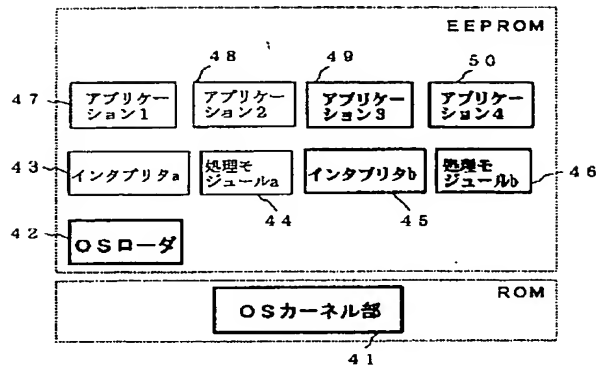 EEPROM
48
49
50
47
アプリケー
ション1
アプリケー
ション2
アプリケー
ション3
アプリケー
ション4
43
インタプリタa
処理モ
ジュールa
インタプリタb
処理モ
ジュールb
46
44
45
42
OSローダ
ROM
OSカーネル部
41